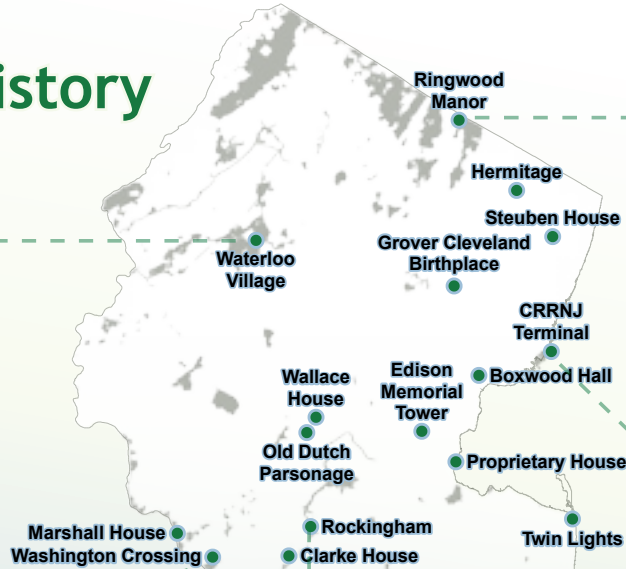 istory
Ringwood
Manor
Hermitage
Steuben House
Grover Cleveland
Birthplace
Waterloo
Village
CRRNJ
Terminal
Boxwood Hall
Edison
Memorial
Tower
Wallace
House
Old Dutch
Parsonage
Proprietary House
Rockingham
Twin Lights
Marshall House
Washington Crossing
Clarke House